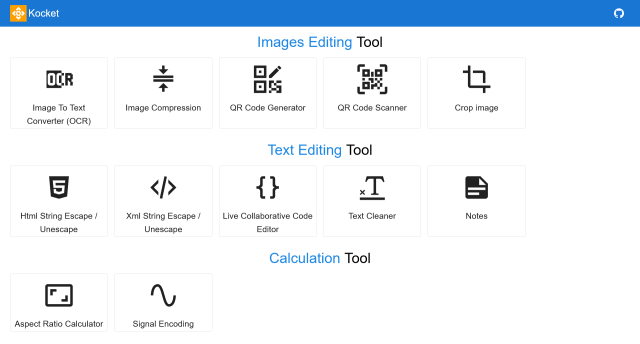 Kocket
Images Editing Tool
OCR
Image To Text
Converter (OCR)
Image Compression
QR Code Generator
QR Code Scanner
Crop image
Text Editing Tool
Html String Escape /
Unescape
Xml String Escape /
Unescape
Live Collaborative Code
Editor
Text Cleaner
Notes
Calculation Tool
Aspect Ratio Calculator
Signal Encoding